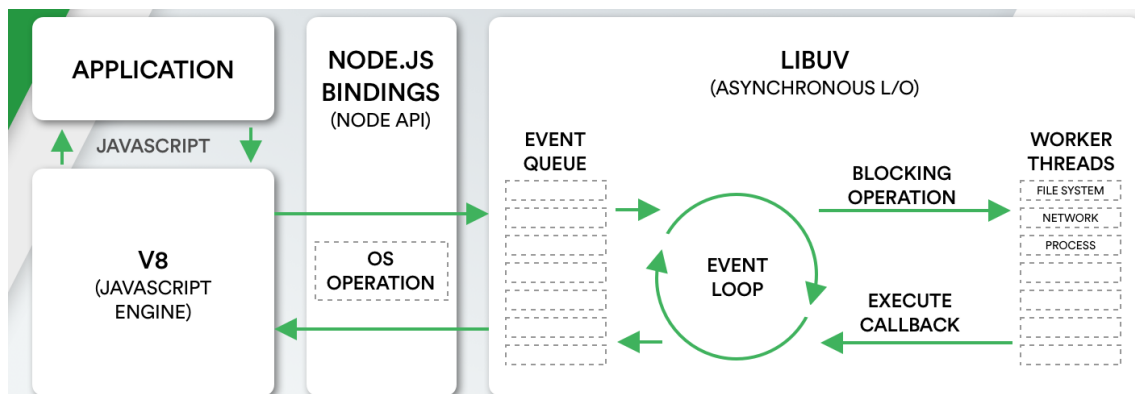 APPLICATION
JAVASCRIPT
V8
(JAVASCRIPT
ENGINE)
NODE.JS
BINDINGS
(NODE API)
OS
OPERATION
LIBUV
(ASYNCHRONOUS L/O)
EVENT
QUEUE
EVENT
LOOP
BLOCKING
OPERATION
EXECUTE
CALLBACK
WORKER
THREADS
FILE SYSTEM
NETWORK
PROCESS